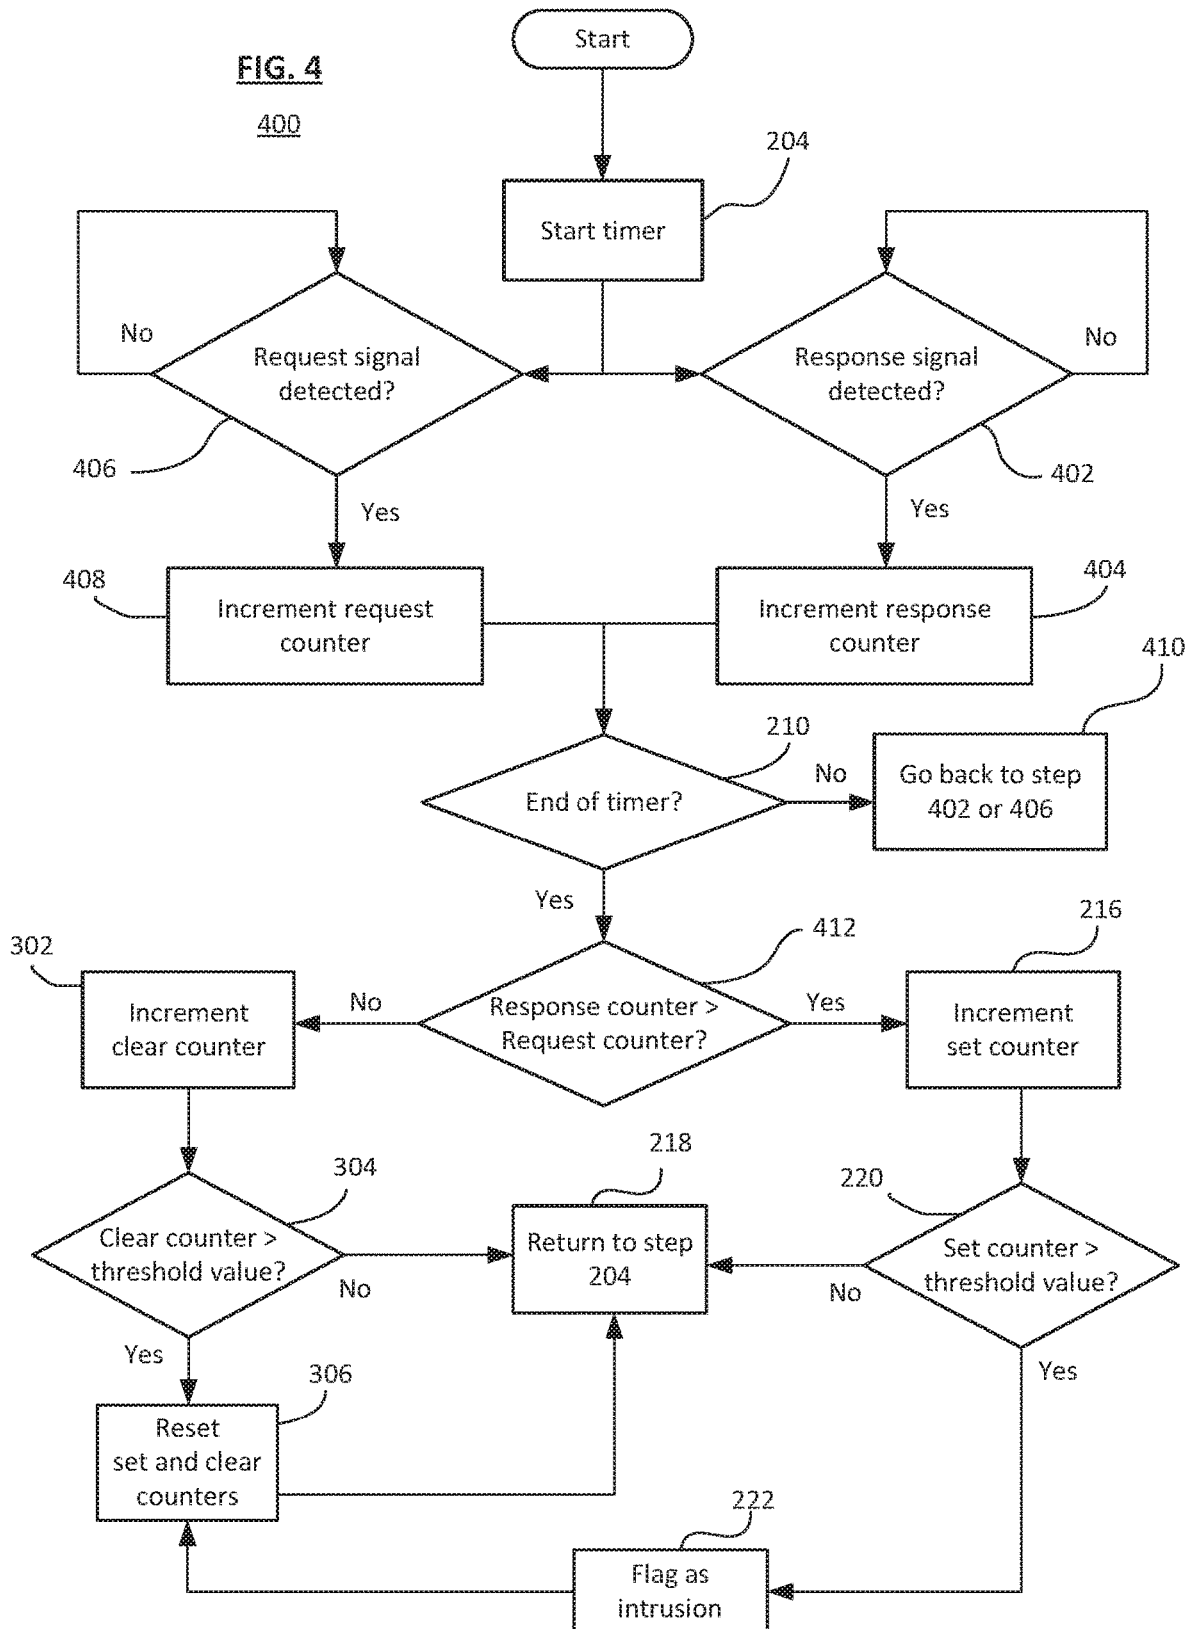 Start
FIG. 4
400
204
Start timer
No
Request signal
detected?
Response signal
detected?
No
406
402
Yes
Yes
408
Increment request
counter
Increment response
counter
404
410
210
End of timer?
No
Go back to step
402 or 406
Yes
412
216
302
Increment
clear counter
No
Response counter >
Request counter?
Yes
Increment
set counter
304
218
220
Clear counter >
threshold value?
No
Return to step
204
Set counter >
threshold value?
No
Yes
Yes
306
Reset
set and clear
counters
222
Flag as
intrusion